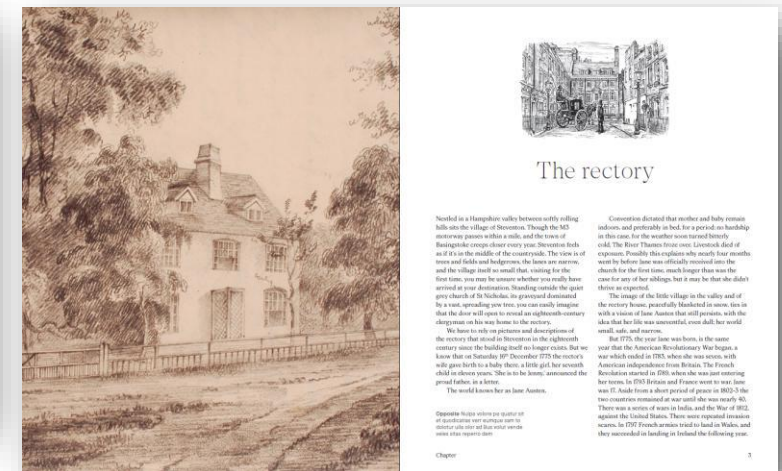 The rectory
Nestled in a Hampshire valley between softly rolling
hills sits the village of Steventon. Though the M3
motorway passes within a mile, and the town of
Basingstoke creeps closer every year, Steventon feels
as if it's in the middle of the countryside. The view is of
trees and fields and hedgerows, the lanes are narrow,
and the village itself so small that, visiting for the
first time, you may be unsure whether you really have
arrived at your destination. Standing outside the quiet
grey church of St Nicholas, its graveyard dominated
by a vast, spreading yew tree, you can easily imagine
that the door will open to reveal an eighteenth-century
clergyman on his way home to the rectory.
We have to rely on pictures and descriptions of
the rectory that stood in Steventon in the eighteenth
century since the building itself no longer exists. But we
know that on Saturday 16th December 1775 the rector's
wife gave birth to a baby there, a little girl, her seventh
child in eleven years. 'She is to be Jenny,' announced the
proud father, in a letter.
The world knows her as Jane Austen.
Opposite Nulpa volore pa quatur sit
et quodicatiae veri aumque cam to
dolotur ulis olor ad bus volut vende
veles sitas reperro dem
Convention dictated that mother and baby remain
indoors, and preferably in bed, for a period; no hardship
in this case, for the weather soon turned bitterly
cold. The River Thames froze over. Livestock died of
exposure. Possibly this explains why nearly four months
went by before Jane was officially received into the
church for the first time, much longer than was the
case for any of her siblings, but it may be that she didn't
thrive as expected.
The image of the little village in the valley and of
the rectory house, peacefully blanketed in snow, ties in
with a vision of Jane Austen that still persists, with the
idea that her life was uneventful, even dull; her world
small, safe, and narrow.
But 1775, the year Jane was born, is the same
year that the American Revolutionary War began, a
war which ended in 1783, when she was seven, with
American independence from Britain. The French
Revolution started in 1789, when she was just entering
her teens. In 1793 Britain and France went to war. Jane
was 17. Aside from a short period of peace in 1802-3 the
two countries remained at war until she was nearly 40.
There was a series of wars in India, and the War of 1812,
against the United States. There were repeated invasion
scares. In 1797 French armies tried to land in Wales, and
they succeeded in landing in Ireland the following year.
Chapter
3